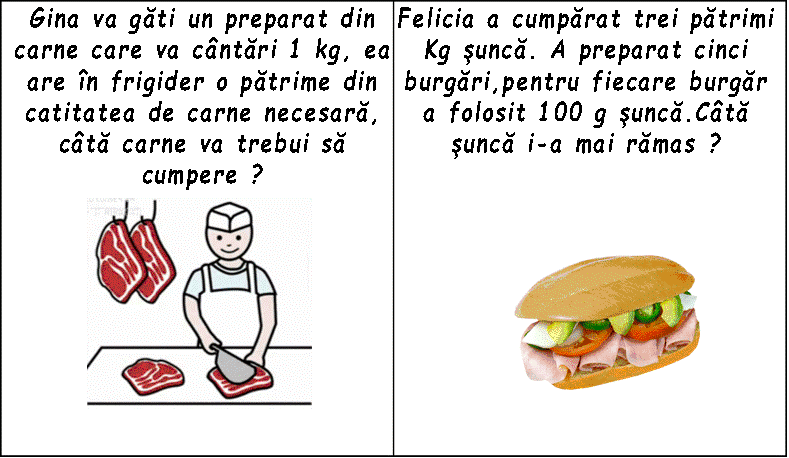 Gina va găti un preparat din
carne care va cântări 1 kg, ea
are în frigider o pătrime din
catitatea de carne necesară,
câtă carne va trebui să
cumpere ?
Felicia a cumpărat trei pătrimi
Kg şuncă. A preparat cinci
burgări,pentru fiecare burgăr
a folosit 100 g şuncă.Câtă
şuncă i-a mai rămas ?